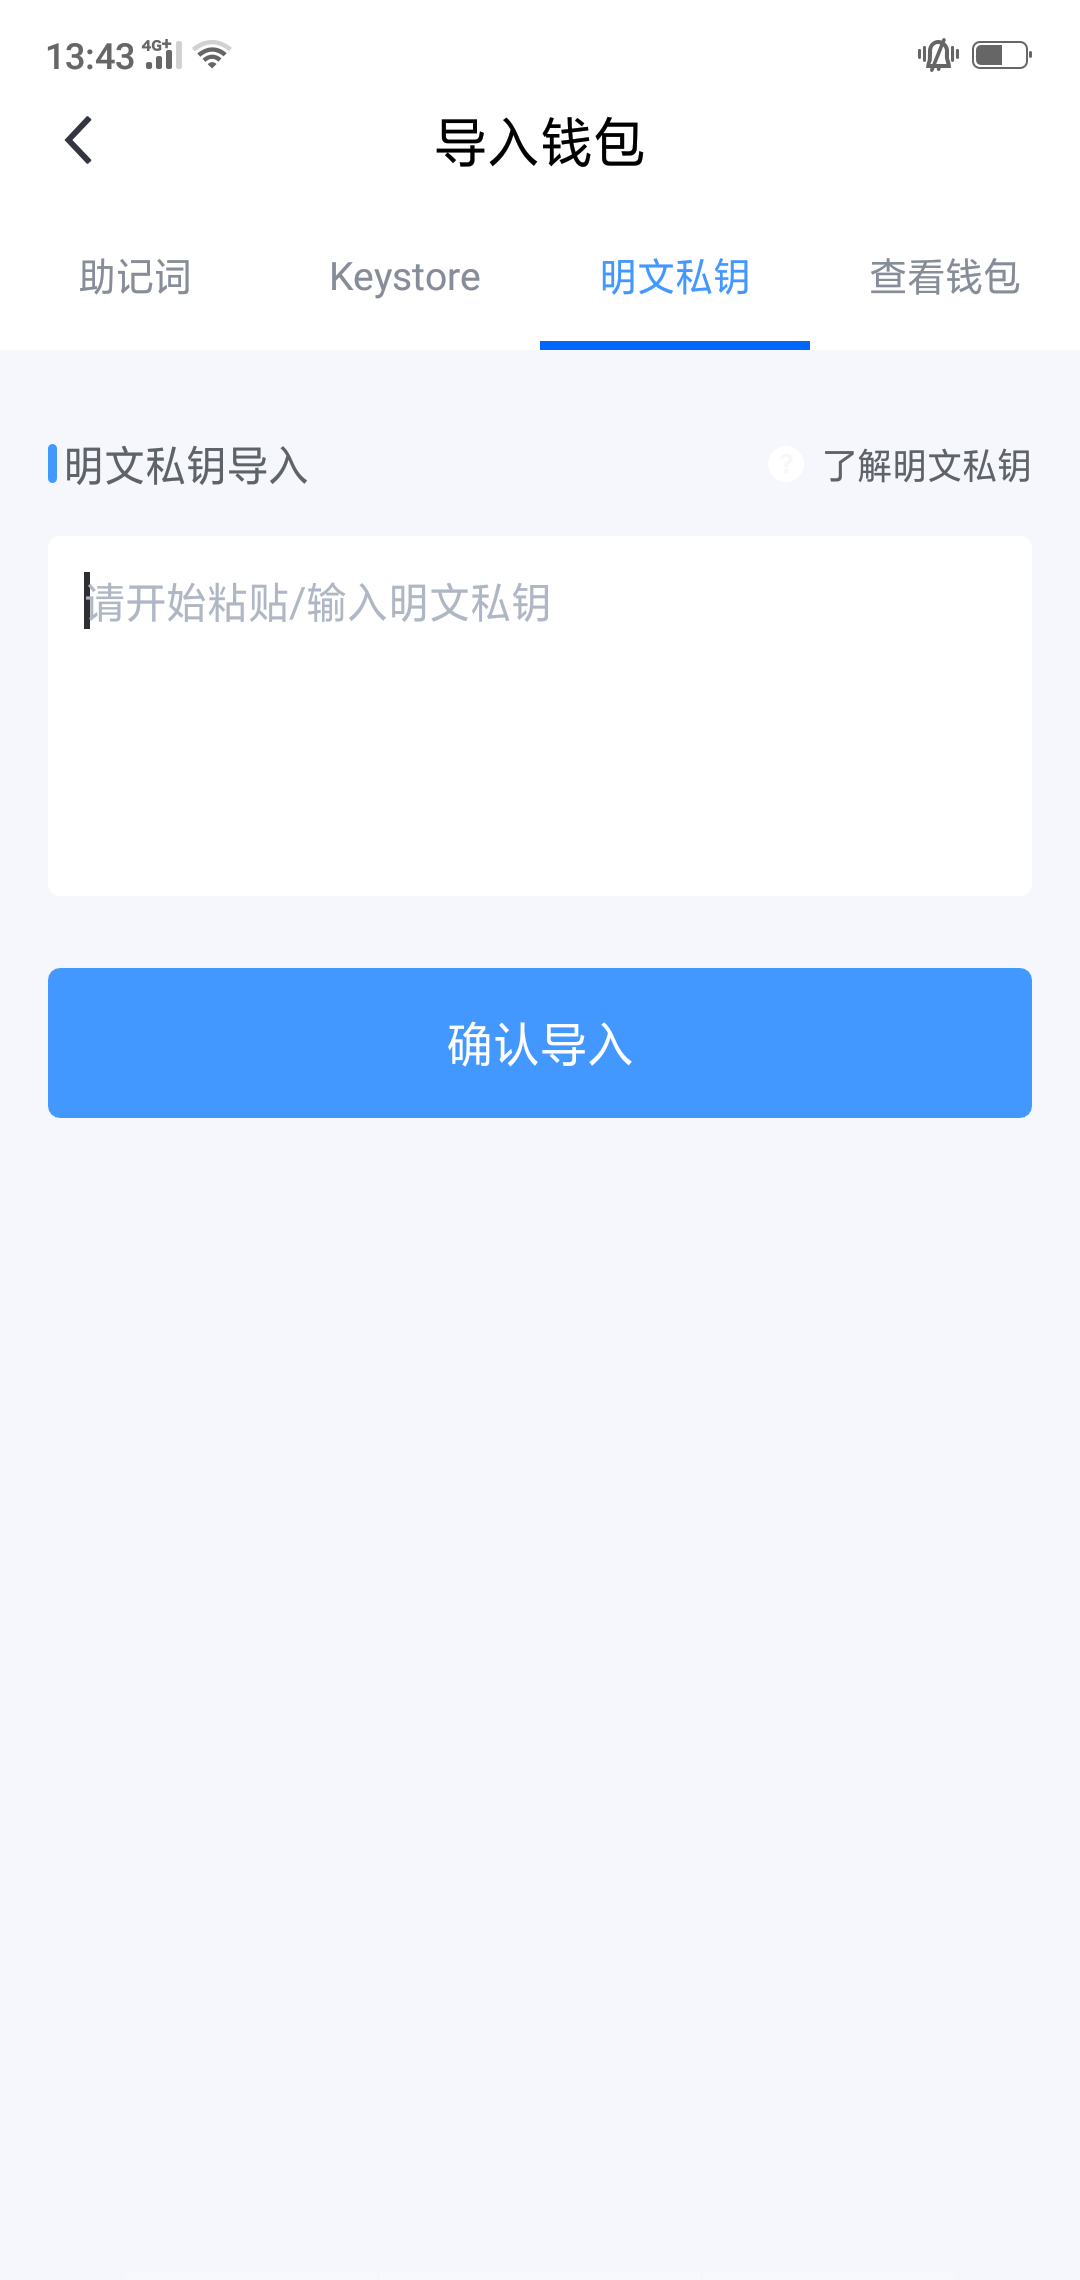 13:43 4G+
导入钱包
助记词 Keystore 明文私钥 查看钱包
明文私钥导入 ? 了解明文私钥
请开始粘贴/输入明文私钥
确认导入